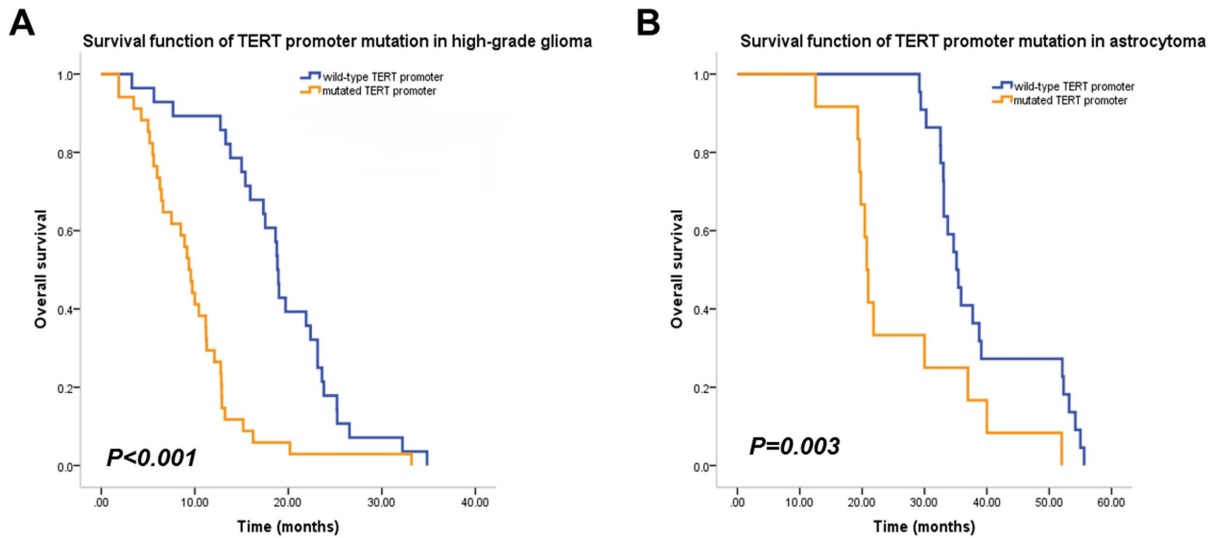 A
Survival function of TERT promoter mutation in high-grade glioma
wild-type TERT promoter
mutated TERT promoter
Overall survival
1.0
0.8
0.6
0.4
0.2
0.0
P<0.001
.00 10.00 20.00 30.00 40.00
Time (months)
B
Survival function of TERT promoter mutation in astrocytoma
wild-type TERT promoter
mutated TERT promoter
Overall survival
1.0
0.8
0.6
0.4
0.2
0.0
P=0.003
.00 10.00 20.00 30.00 40.00 50.00 60.00
Time (months)